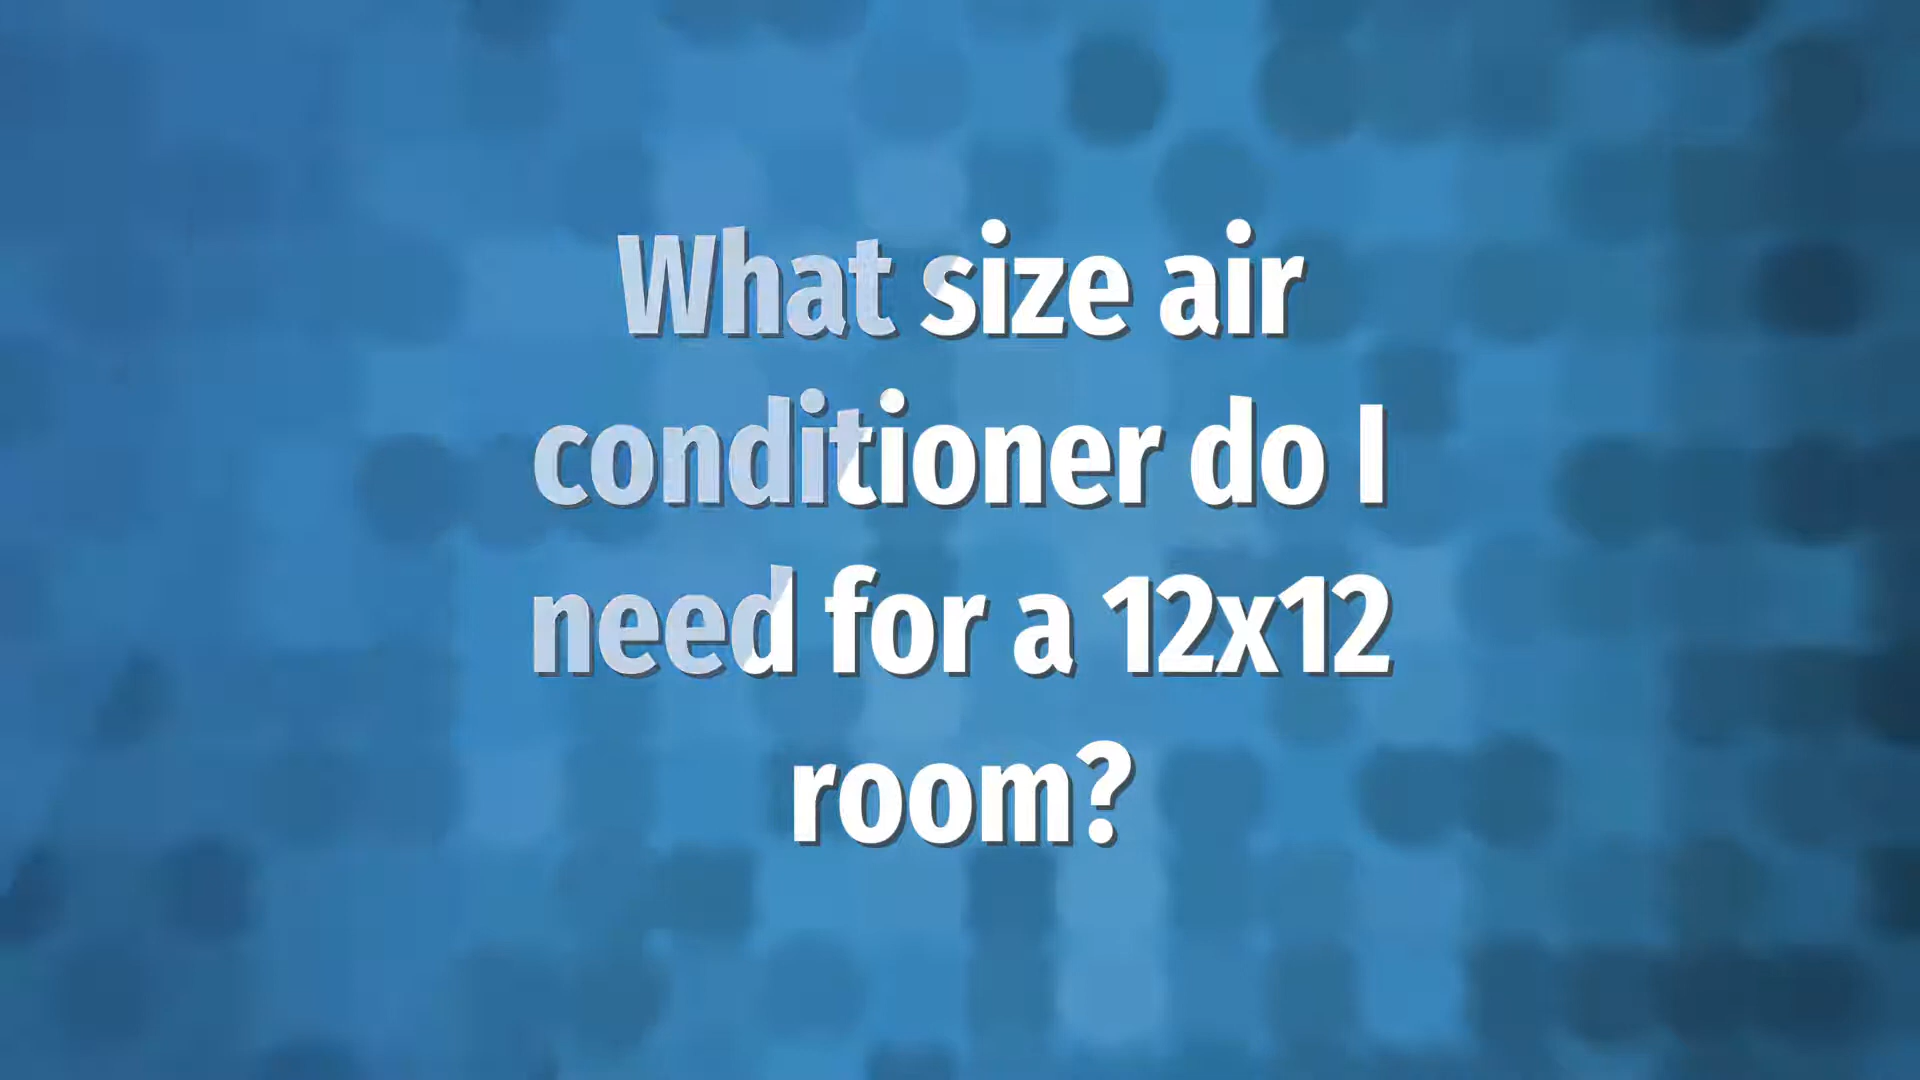 What size air
conditioner do I
need for a 12x12
room?